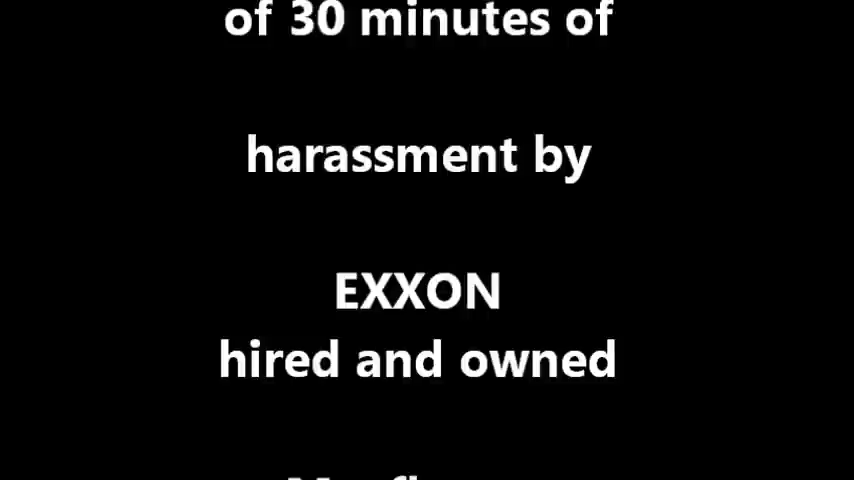 of 30 minutes of
harassment by
EXXON
hired and owned